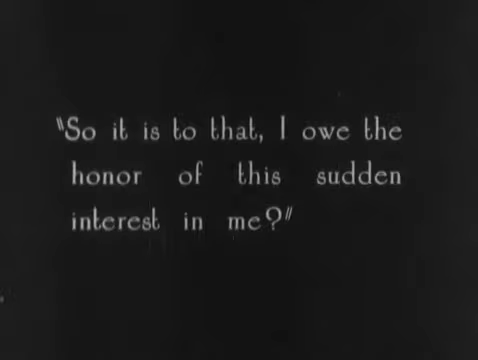 "So it is to that, I owe the
honor of this sudden
interest in me?"